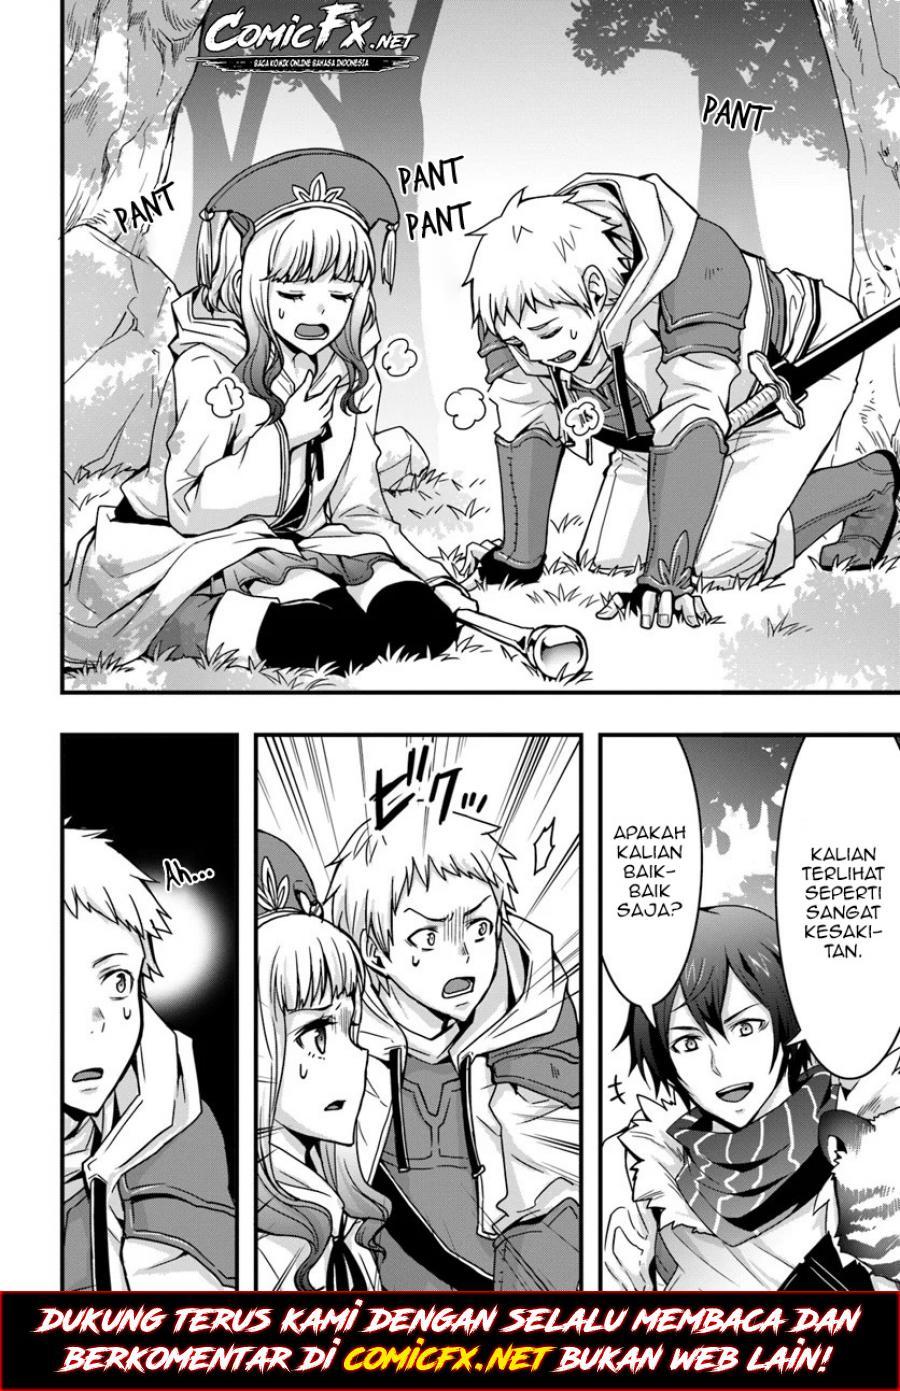 COMICFX.NET
BACA KOMIK ONLINE BAHASA INDONESIA
PANT
PANT
PANT
PANT
KALIAN
TERLIHAT
SEPERTI
SANGAT
KESAKI-
TAN.
APAKAH
KALIAN
BAIK-
BAIK
SAJA?
ビクッ
Ah...
DUKUNG TERUS KAMI DENGAN SELALU MEMBACA DAN
BERKOMENTAR DI COMICFX.NET BUKAN WEB LAIN!